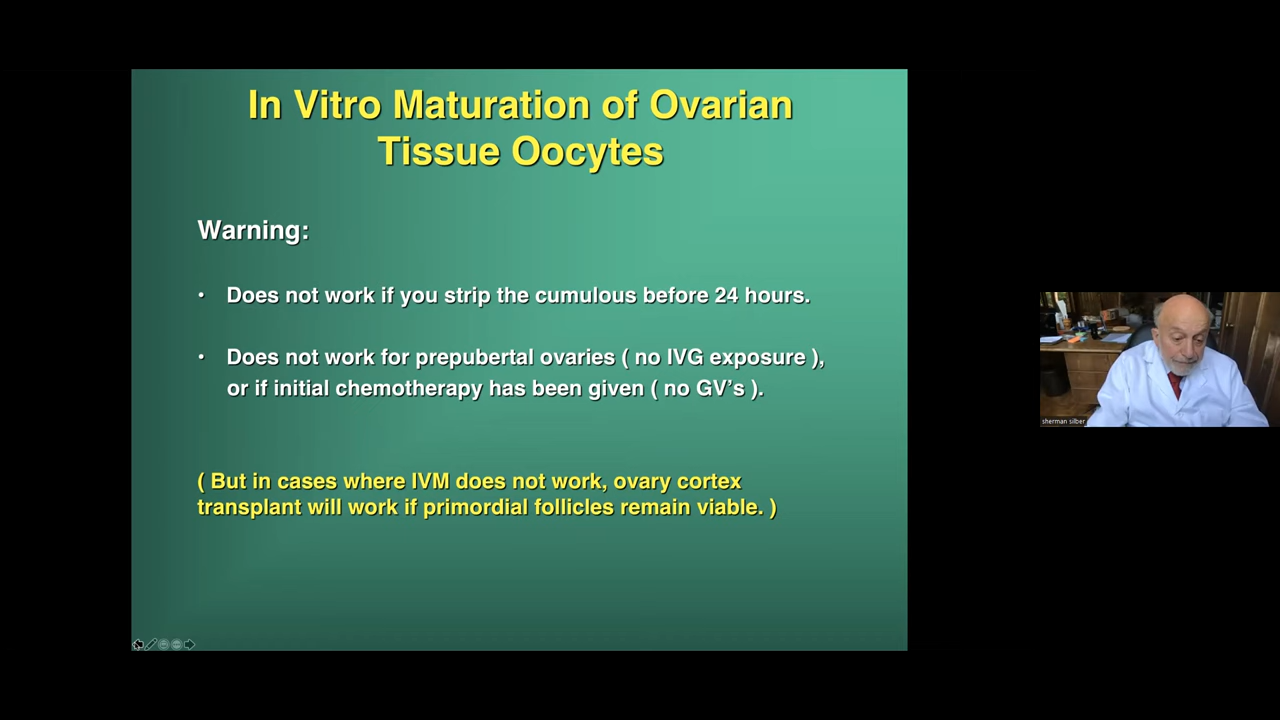 In Vitro Maturation of Ovarian
Tissue Oocytes
Warning:
• Does not work if you strip the cumulous before 24 hours.
• Does not work for prepubertal ovaries ( no IVG exposure ),
or if initial chemotherapy has been given ( no GV’s ).
( But in cases where IVM does not work, ovary cortex
transplant will work if primordial follicles remain viable. )
sherman silber